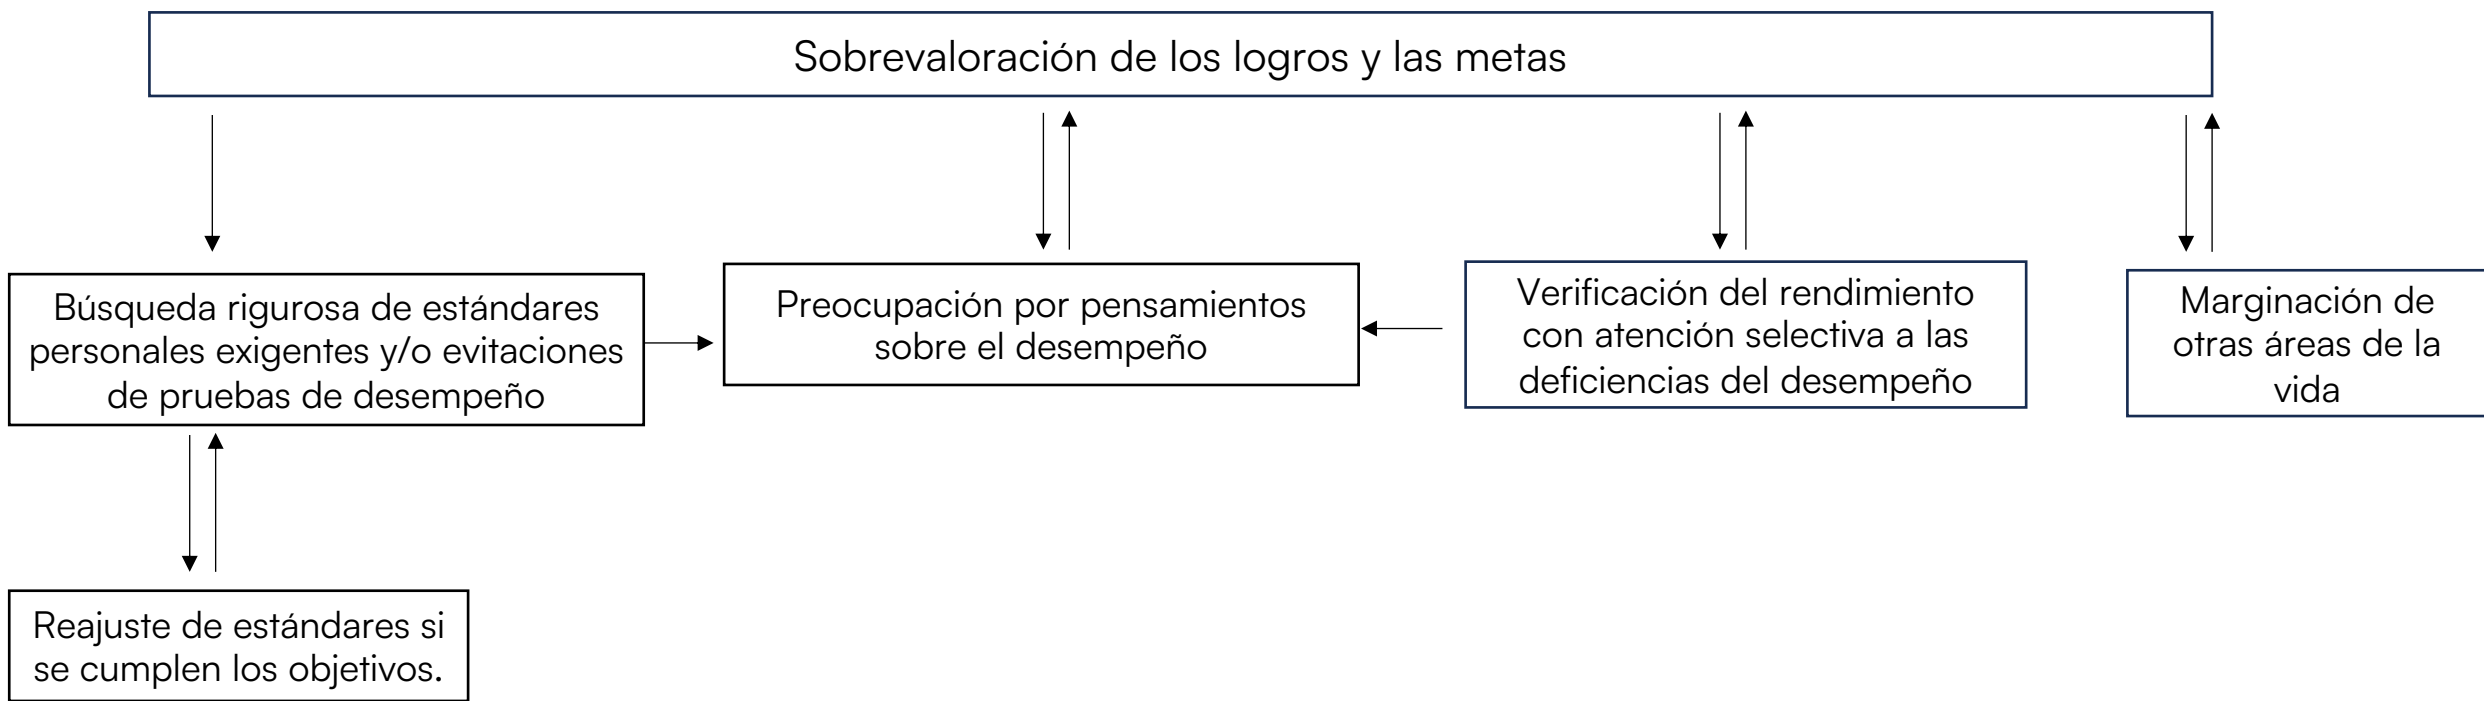 Sobrevaloración de los logros y las metas
Búsqueda rigurosa de estándares
personales exigentes y/o evitaciones
de pruebas de desempeño
Preocupación por pensamientos
sobre el desempeño
Verificación del rendimiento
con atención selectiva a las
deficiencias del desempeño
Marginación de
otras áreas de la
vida
Reajuste de estándares si
se cumplen los objetivos.